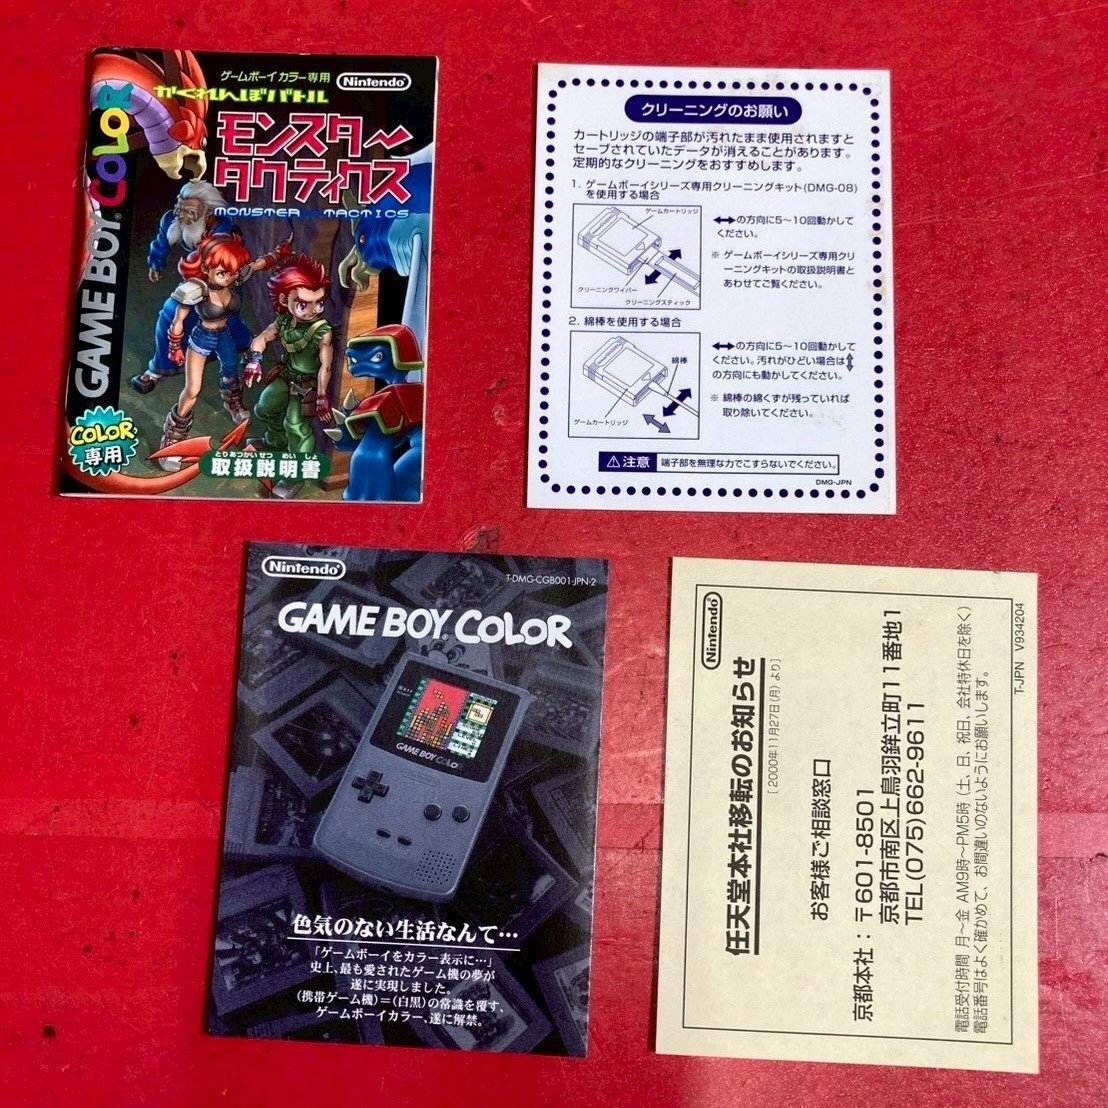 ゲームボーイ カラー専用
Nintendo
かくれんぼバトル
モンスター
タクティクス
MONSTER TACTICS
GAME BOY COLOR
COLOR
専用
とりあつかいせつ めい しょ
取扱説明書
クリーニングのお願い
カートリッジの端子部が汚れたまま使用されますと
セーブされていたデータが消えることがあります。
定期的なクリーニングをおすすめします。
1. ゲームボーイシリーズ専用クリーニングキット(DMG-08)
を使用する場合
ゲームカートリッジ
クリーニングワイパー
クリーニングスティック
⟷の方向に5〜10回動かして
ください。
※ ゲームボーイシリーズ専用クリ
ーニングキットの取扱説明書と
あわせてご覧ください。
2. 綿棒を使用する場合
綿棒
ゲームカートリッジ
⟷の方向に5〜10回動かして
ください。汚れがひどい場合は↕
の方向にも動かしてください。
※ 綿棒の綿くずが残っていれば
取り除いてください。
⚠注意 端子部を無理な力でこすらないでください。
DMG-JPN
Nintendo
T-DMG-CGB001-JPN-2
GAME BOY COLOR
GAME BOY COLOR
色気のない生活なんて…
「ゲームボーイをカラー表示に…」
史上、最も愛されたゲーム機の夢が
遂に実現しました。
(携帯ゲーム機)=(白黒)の常識を覆す、
ゲームボーイカラー、遂に解禁。
Nintendo
任天堂本社移転のお知らせ
[2000年11月27日(月)より]
お客様ご相談窓口
京都本社：〒601-8501
京都市南区上鳥羽鉾立町11番地1
TEL(075)662-9611
電話受付時間 月〜金 AM9時〜PM5時（土、日、祝日、会社特休日を除く）
電話番号はよく確かめて、お間違いのないようにお願いします。
T-JPN V934204